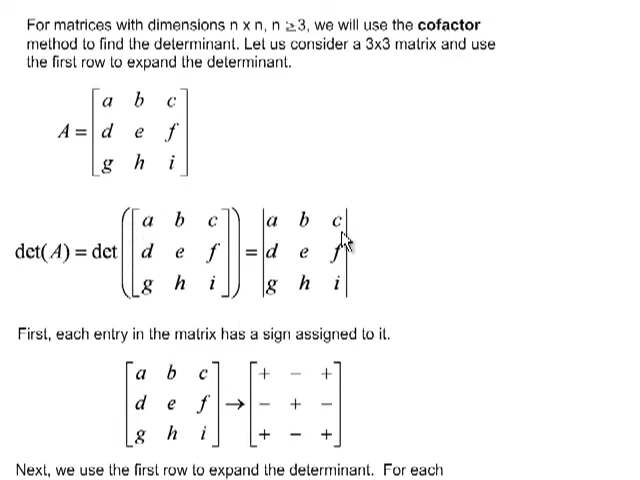 For matrices with dimensions n x n, n ≥3, we will use the cofactor
method to find the determinant. Let us consider a 3x3 matrix and use
the first row to expand the determinant.
a b c
A = d e f
g h i
a b c a b c
det(A) = det d e f = d e f
g h i g h i
First, each entry in the matrix has a sign assigned to it.
a b c + − +
d e f → − + −
g h i + − +
Next, we use the first row to expand the determinant. For each